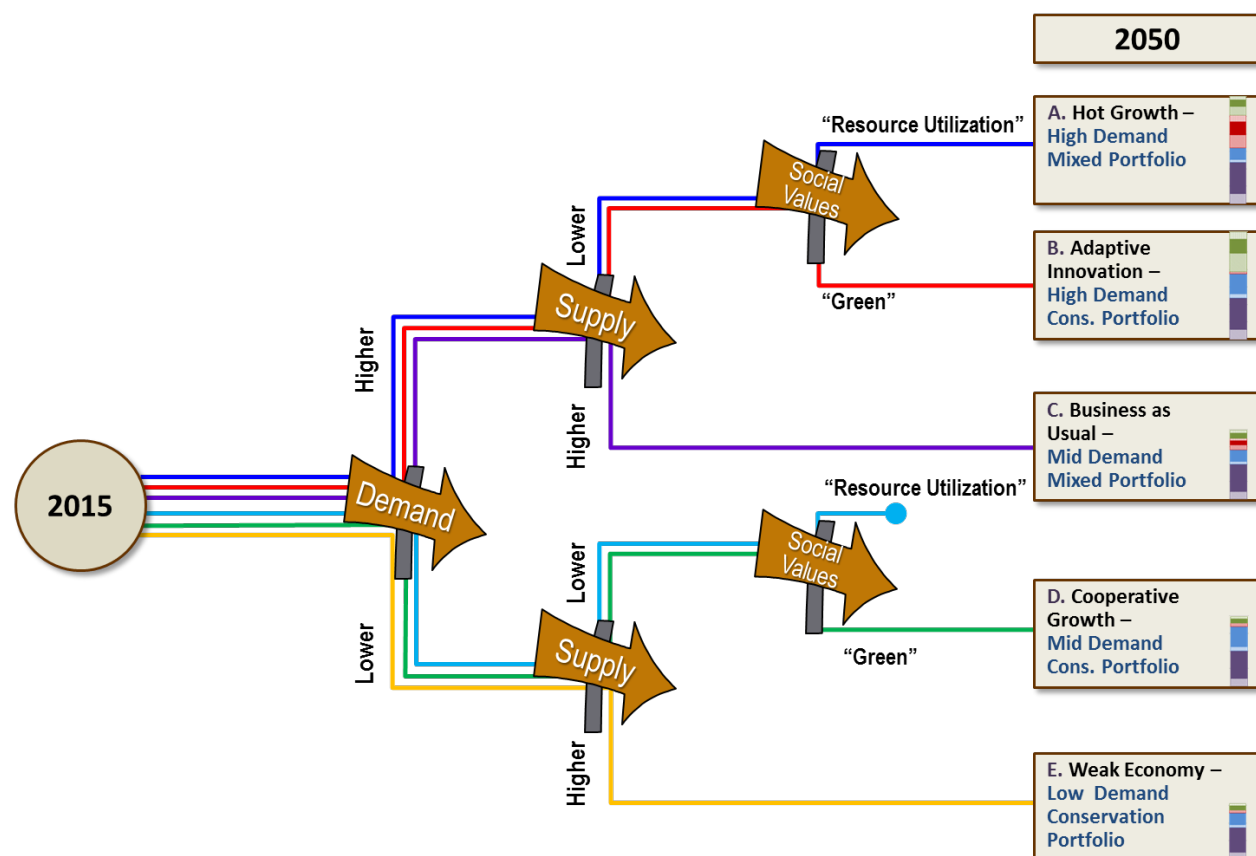 2050
“Resource Utilization”
A. Hot Growth –
High Demand
Mixed Portfolio
Social
Values
Lower
“Green”
B. Adaptive
Innovation –
High Demand
Cons. Portfolio
Supply
Higher
Higher
C. Business as
Usual –
Mid Demand
Mixed Portfolio
2015
Demand
“Resource Utilization”
Social
Values
Lower
Lower
“Green”
D. Cooperative
Growth –
Mid Demand
Cons. Portfolio
Supply
Higher
E. Weak Economy –
Low Demand
Conservation
Portfolio